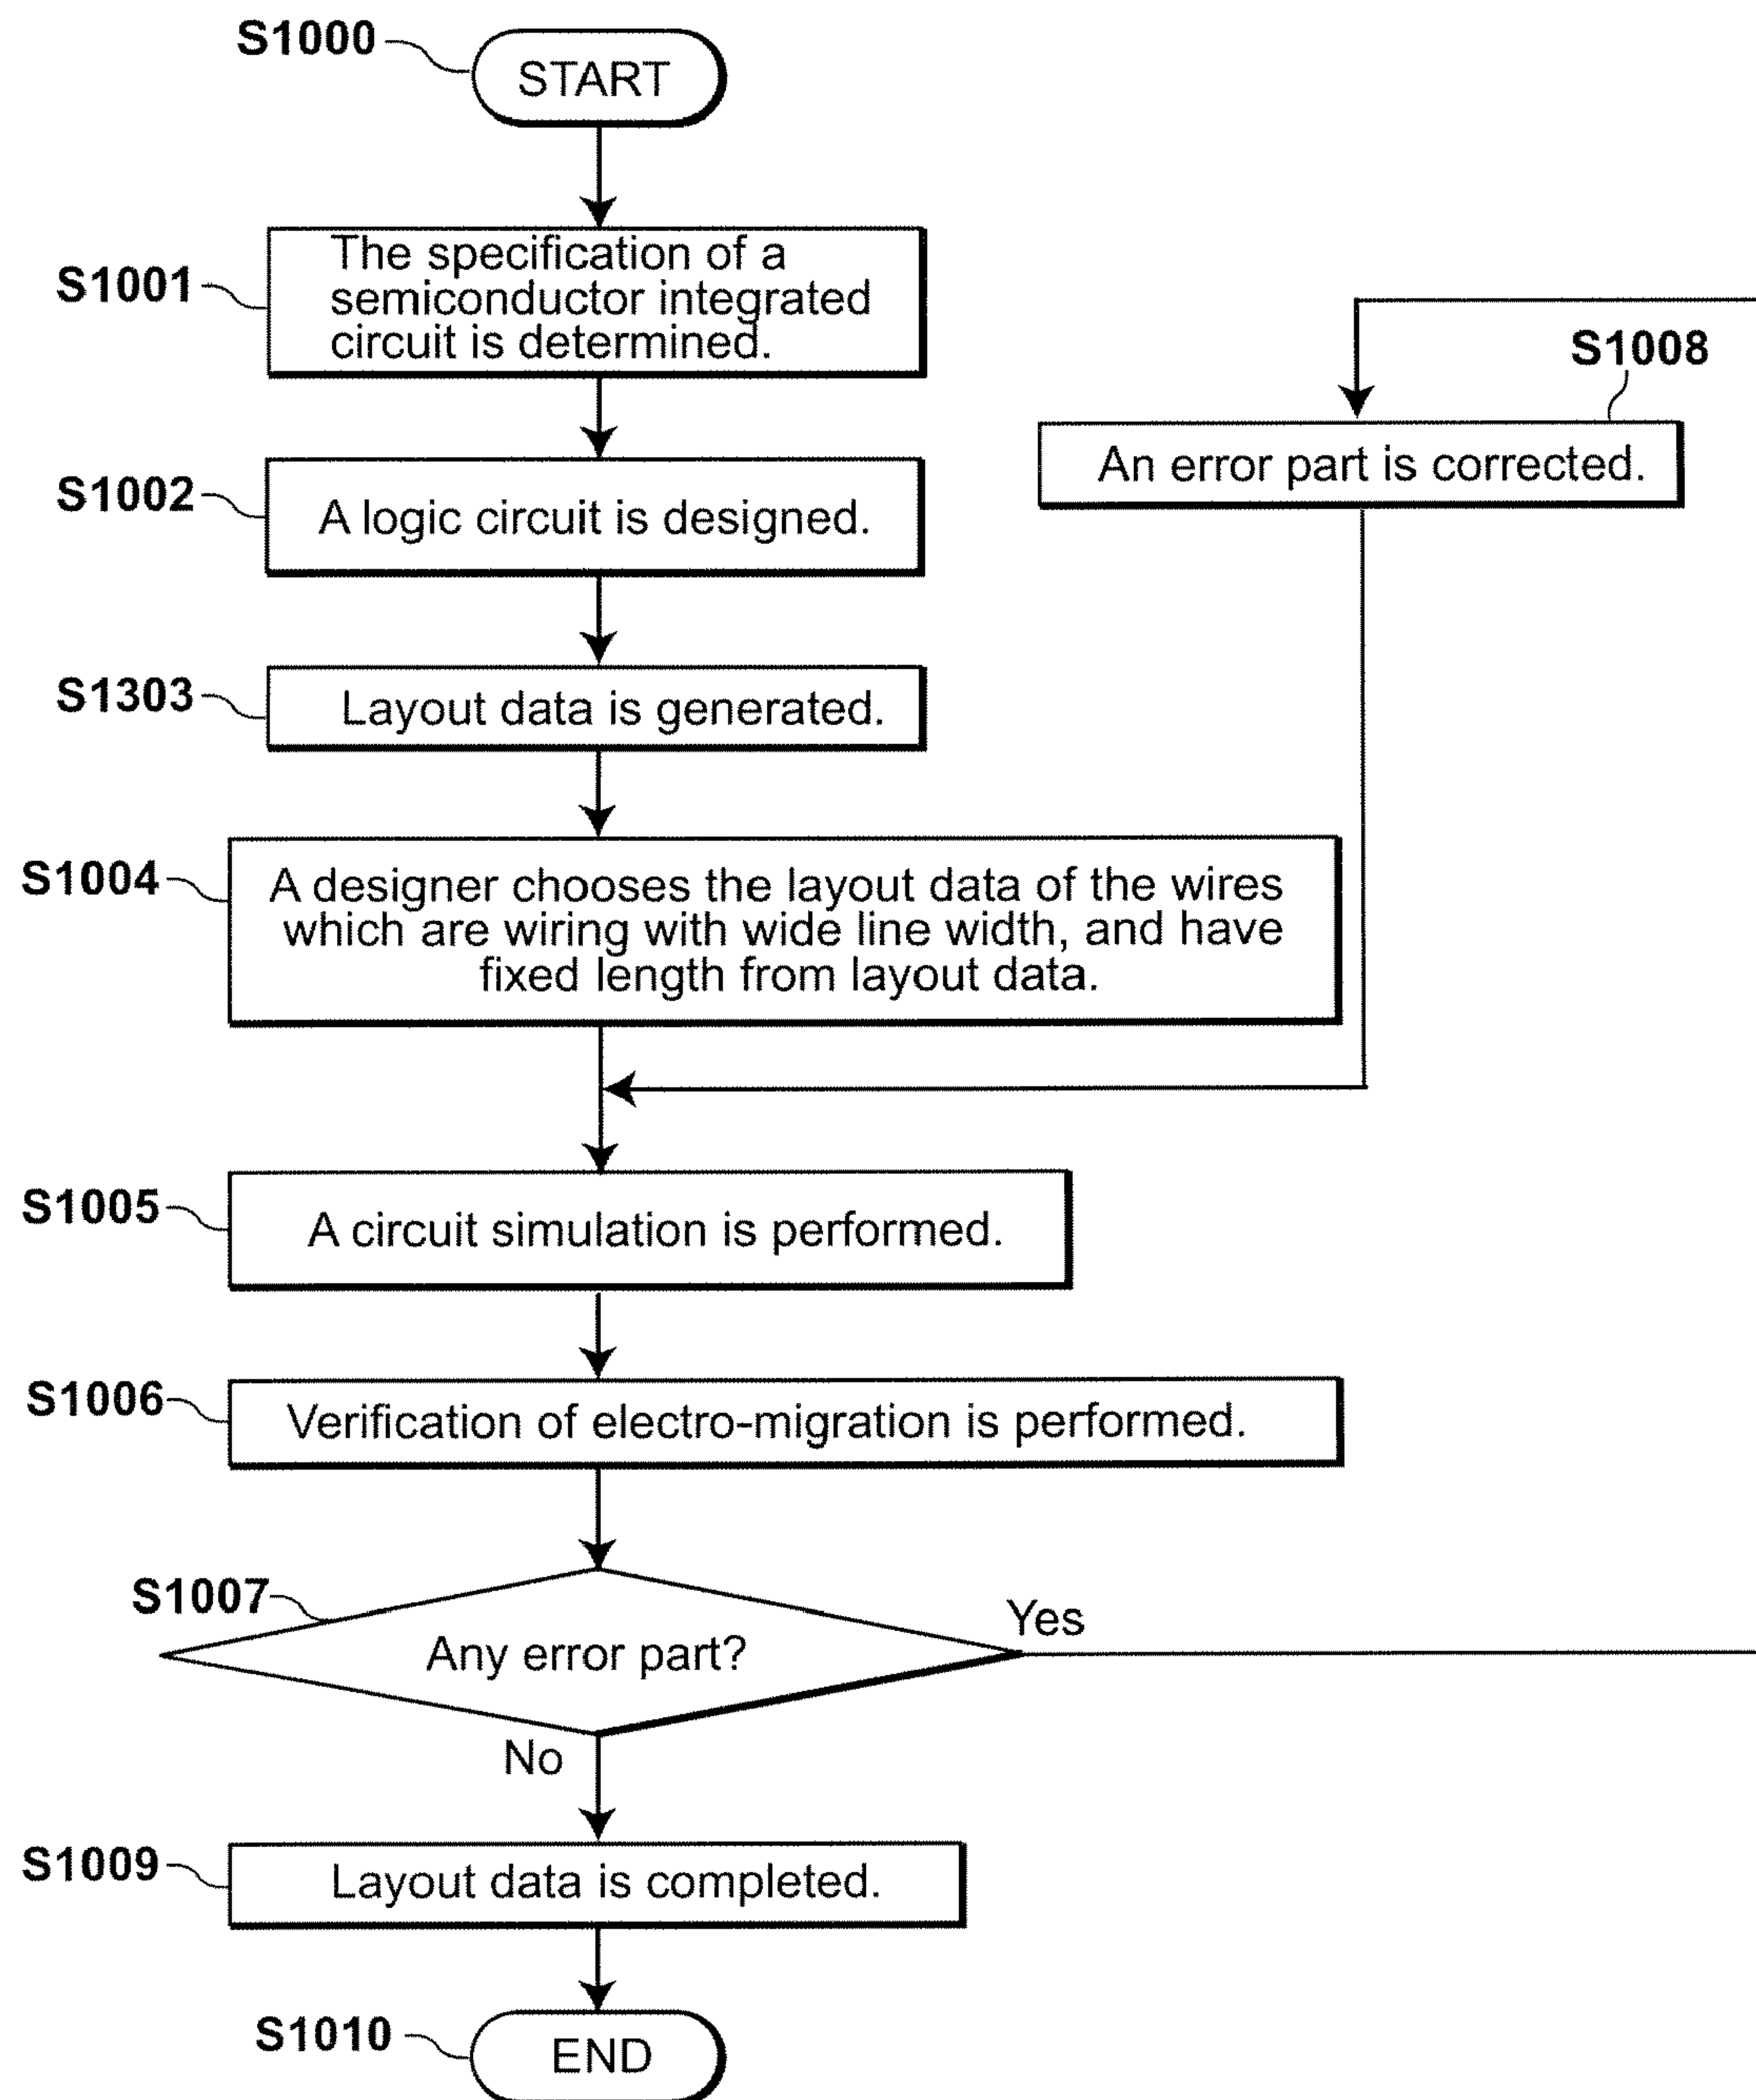 S1000
START
S1001
The specification of a
semiconductor integrated
circuit is determined.
S1008
An error part is corrected.
S1002
A logic circuit is designed.
S1303
Layout data is generated.
S1004
A designer chooses the layout data of the wires
which are wiring with wide line width, and have
fixed length from layout data.
S1005
A circuit simulation is performed.
S1006
Verification of electro-migration is performed.
S1007
Any error part?
Yes
No
S1009
Layout data is completed.
S1010
END